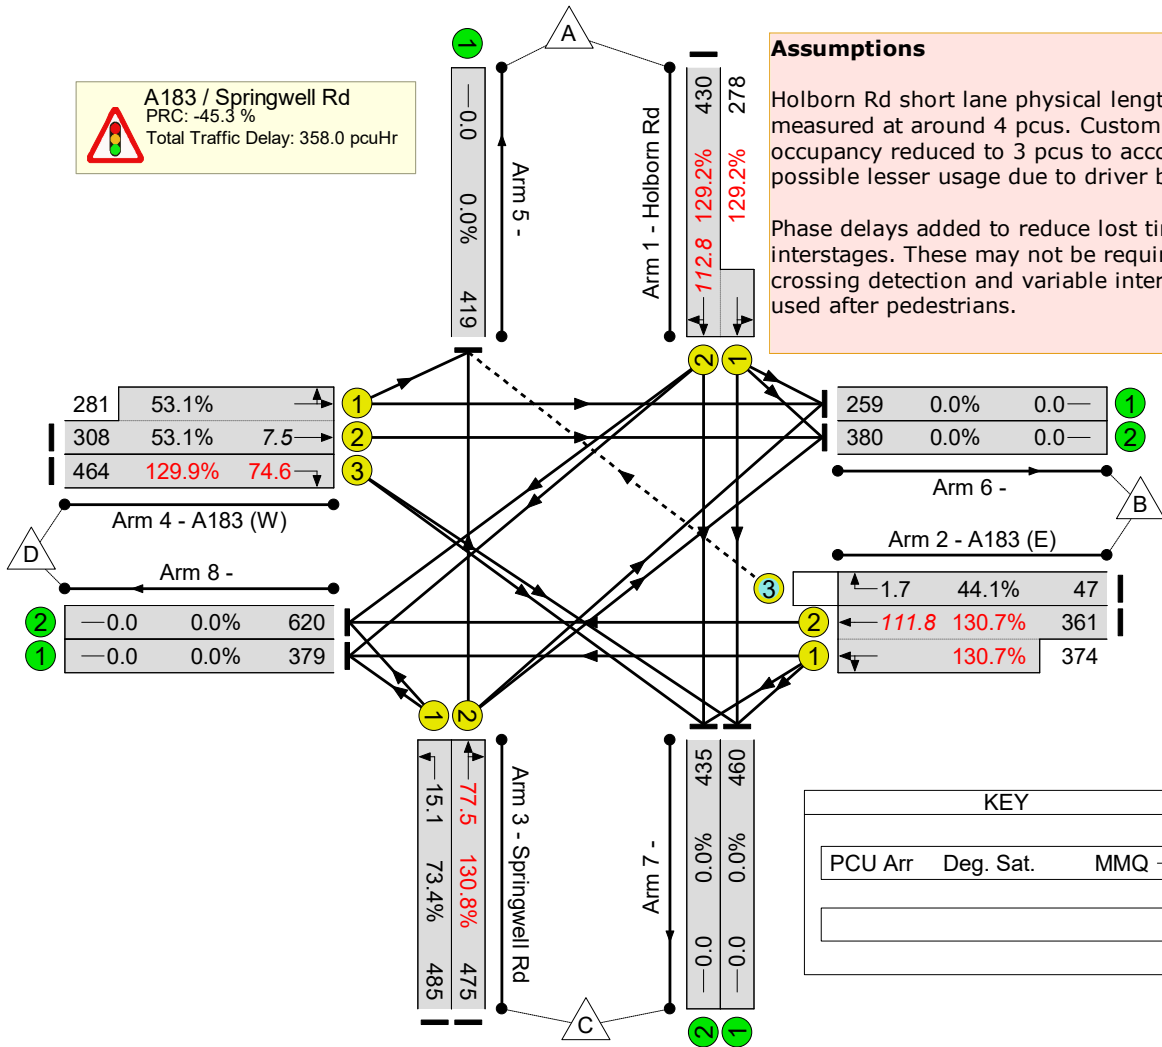 A183 / Springwell Rd
PRC: -45.3 %
Total Traffic Delay: 358.0 pcuHr
Assumptions
Holborn Rd short lane physical lengt
measured at around 4 pcus. Custom
occupancy reduced to 3 pcus to acco
possible lesser usage due to driver b
Phase delays added to reduce lost ti
interstages. These may not be requir
crossing detection and variable inter
used after pedestrians.
A
1
0.0 0.0% 419
Arm 5 -
Arm 1 - Holborn Rd
430 129.2% 112.8
278 129.2%
2
1
281 53.1%
1
308 53.1% 7.5
2
464 129.9% 74.6
3
Arm 4 - A183 (W)
D
Arm 8 -
2
0.0 0.0% 620
1
0.0 0.0% 379
259 0.0% 0.0
1
380 0.0% 0.0
2
Arm 6 -
B
Arm 2 - A183 (E)
3
1.7 44.1% 47
2
111.8 130.7% 361
1
130.7% 374
1
2
15.1 73.4% 485
77.5 130.8% 475
Arm 3 - Springwell Rd
C
Arm 7 -
435 0.0% 0.0
460 0.0% 0.0
2
1
KEY
PCU Arr Deg. Sat. MMQ